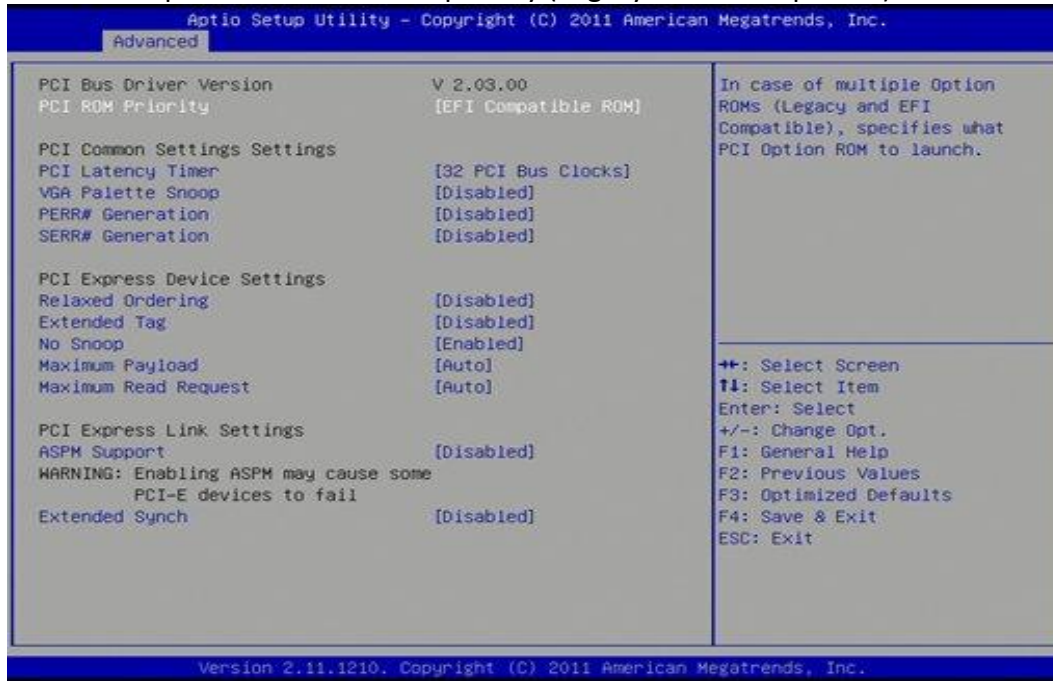 Aptio Setup Utility – Copyright (C) 2011 American Megatrends, Inc.
Advanced
PCI Bus Driver Version V 2.03.00
PCI ROM Priority [EFI Compatible ROM]
PCI Common Settings Settings
PCI Latency Timer [32 PCI Bus Clocks]
VGA Palette Snoop [Disabled]
PERR# Generation [Disabled]
SERR# Generation [Disabled]
PCI Express Device Settings
Relaxed Ordering [Disabled]
Extended Tag [Disabled]
No Snoop [Enabled]
Maximum Payload [Auto]
Maximum Read Request [Auto]
PCI Express Link Settings
ASPM Support [Disabled]
WARNING: Enabling ASPM may cause some
PCI-E devices to fail
Extended Synch [Disabled]
In case of multiple Option
ROMs (Legacy and EFI
Compatible), specifies what
PCI Option ROM to launch.
→←: Select Screen
↑↓: Select Item
Enter: Select
+/-: Change Opt.
F1: General Help
F2: Previous Values
F3: Optimized Defaults
F4: Save & Exit
ESC: Exit
Version 2.11.1210. Copyright (C) 2011 American Megatrends, Inc.